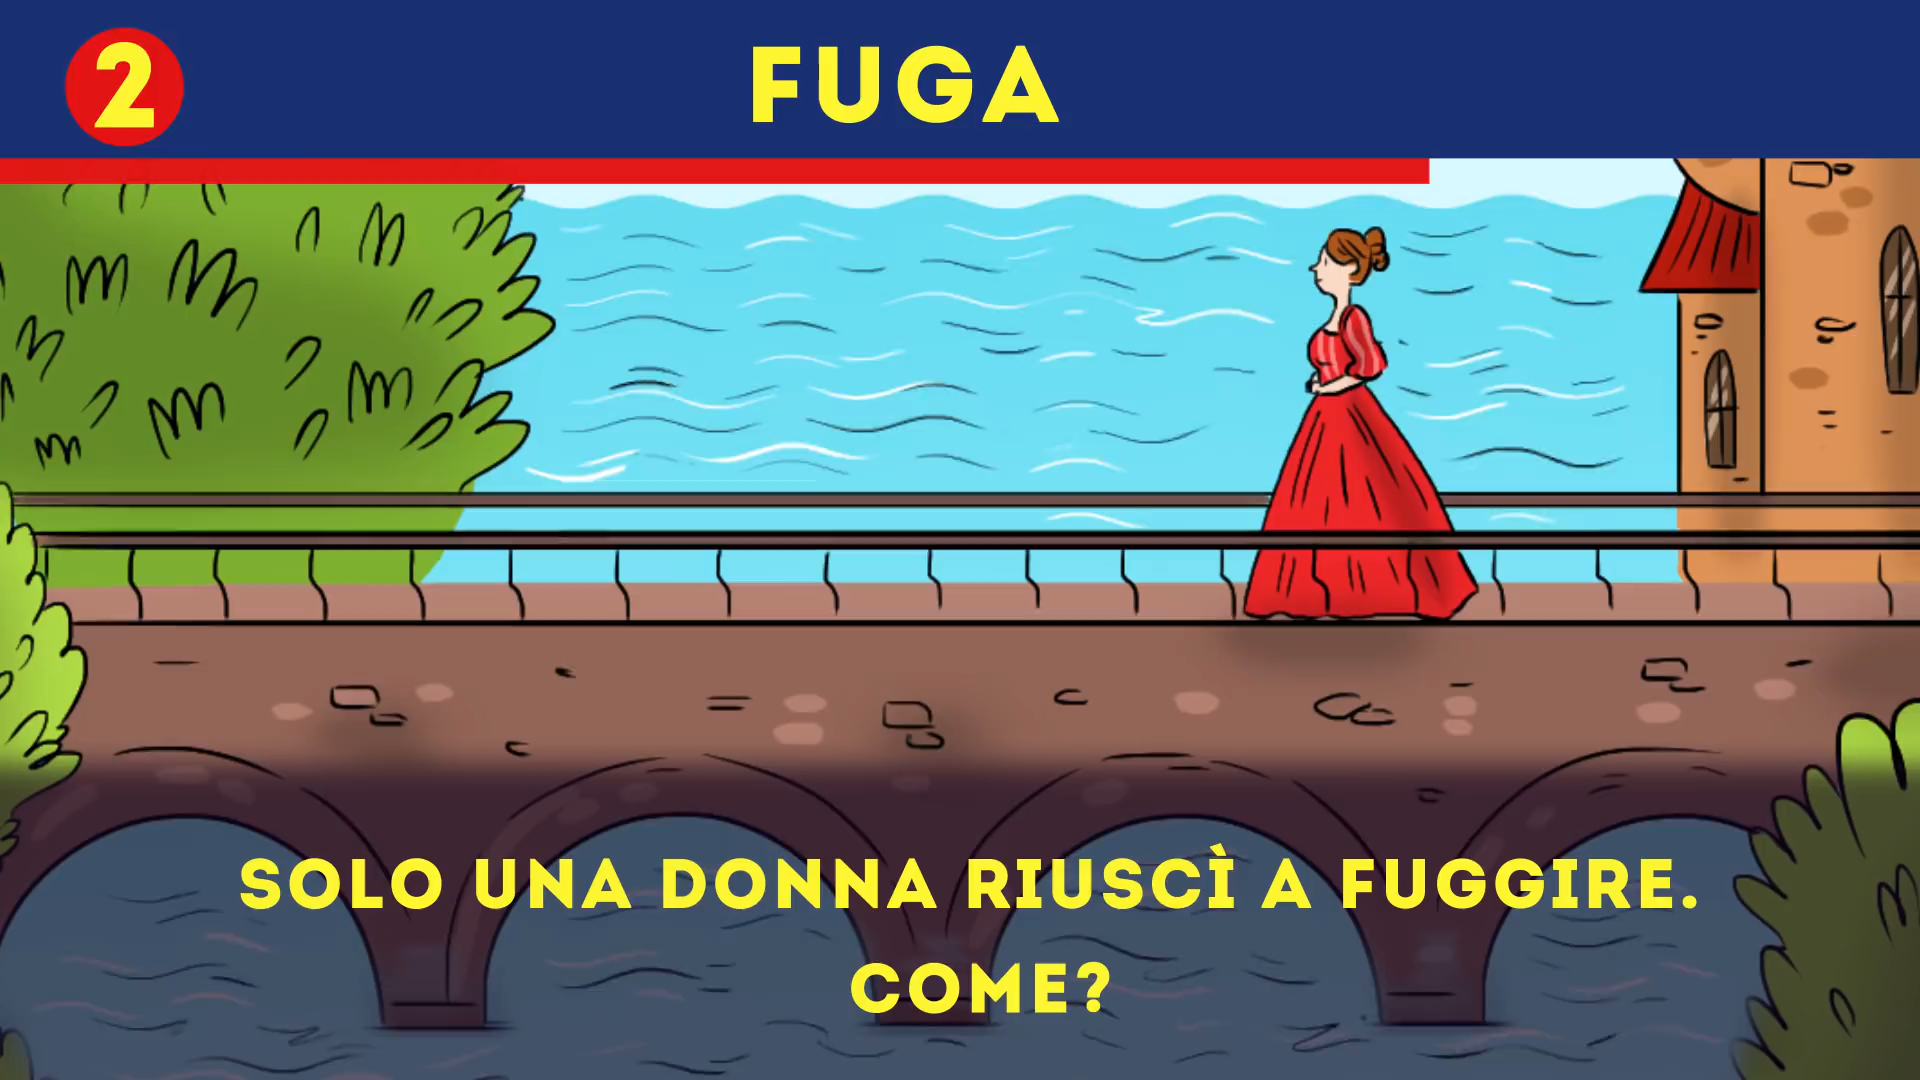 2
FUGA
SOLO UNA DONNA RIUSCÌ A FUGGIRE.
COME?